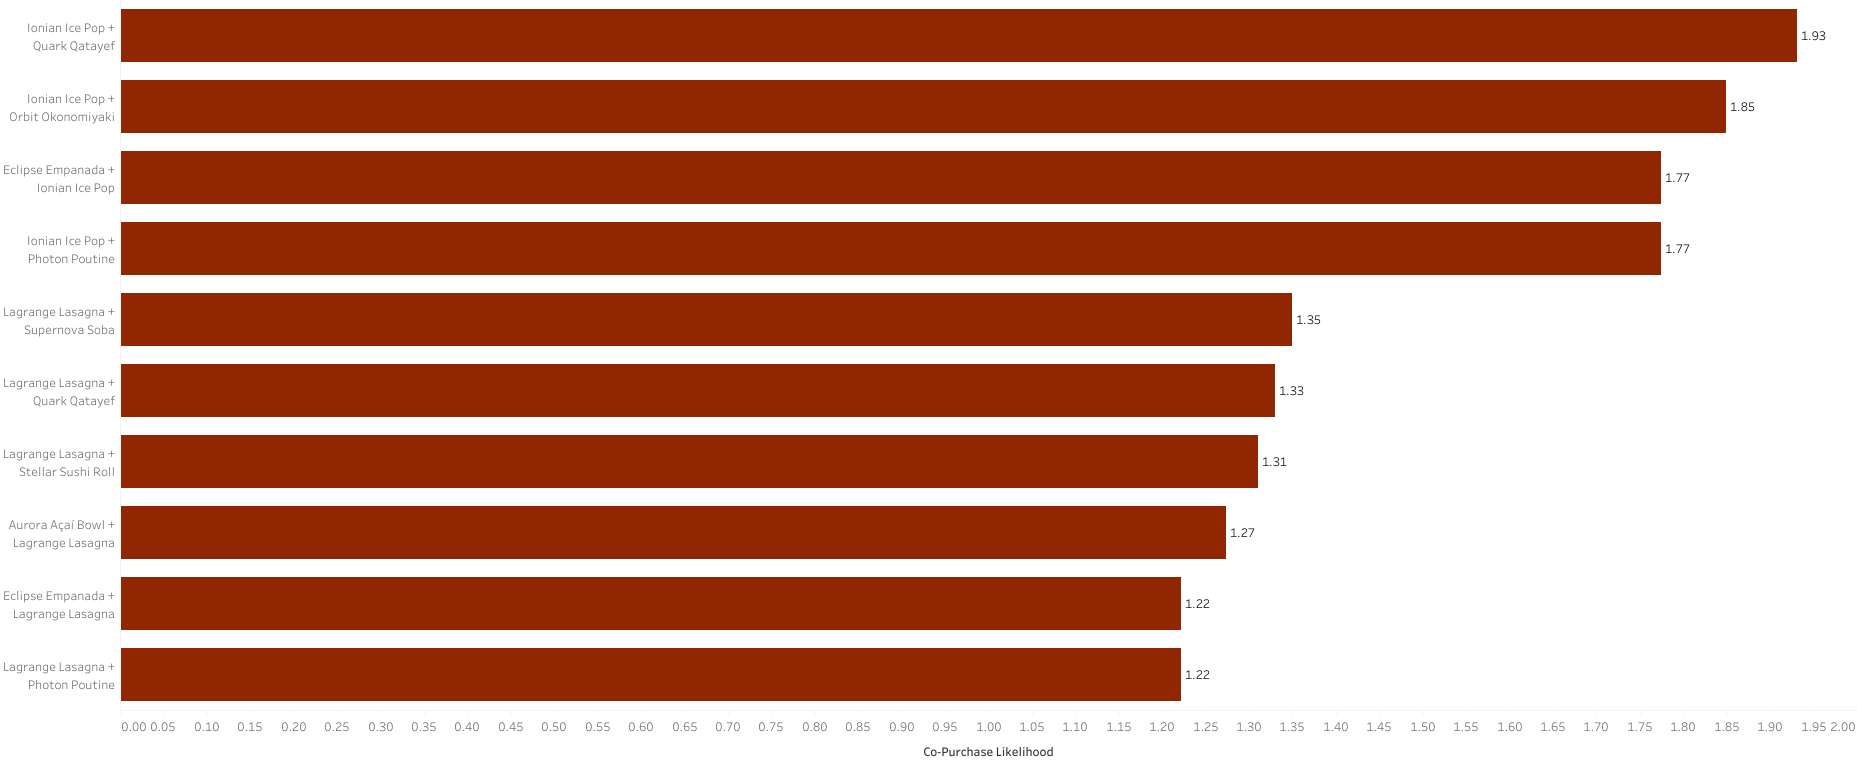 Ionian Ice Pop +
Quark Qatayef
1.93
Ionian Ice Pop +
Orbit Okonomiyaki
1.85
Eclipse Empanada +
Ionian Ice Pop
1.77
Ionian Ice Pop +
Photon Poutine
1.77
Lagrange Lasagna +
Supernova Soba
1.35
Lagrange Lasagna +
Quark Qatayef
1.33
Lagrange Lasagna +
Stellar Sushi Roll
1.31
Aurora Açaí Bowl +
Lagrange Lasagna
1.27
Eclipse Empanada +
Lagrange Lasagna
1.22
Lagrange Lasagna +
Photon Poutine
1.22
0.00 0.05 0.10 0.15 0.20 0.25 0.30 0.35 0.40 0.45 0.50 0.55 0.60 0.65 0.70 0.75 0.80 0.85 0.90 0.95 1.00 1.05 1.10 1.15 1.20 1.25 1.30 1.35 1.40 1.45 1.50 1.55 1.60 1.65 1.70 1.75 1.80 1.85 1.90 1.95 2.00
Co-Purchase Likelihood